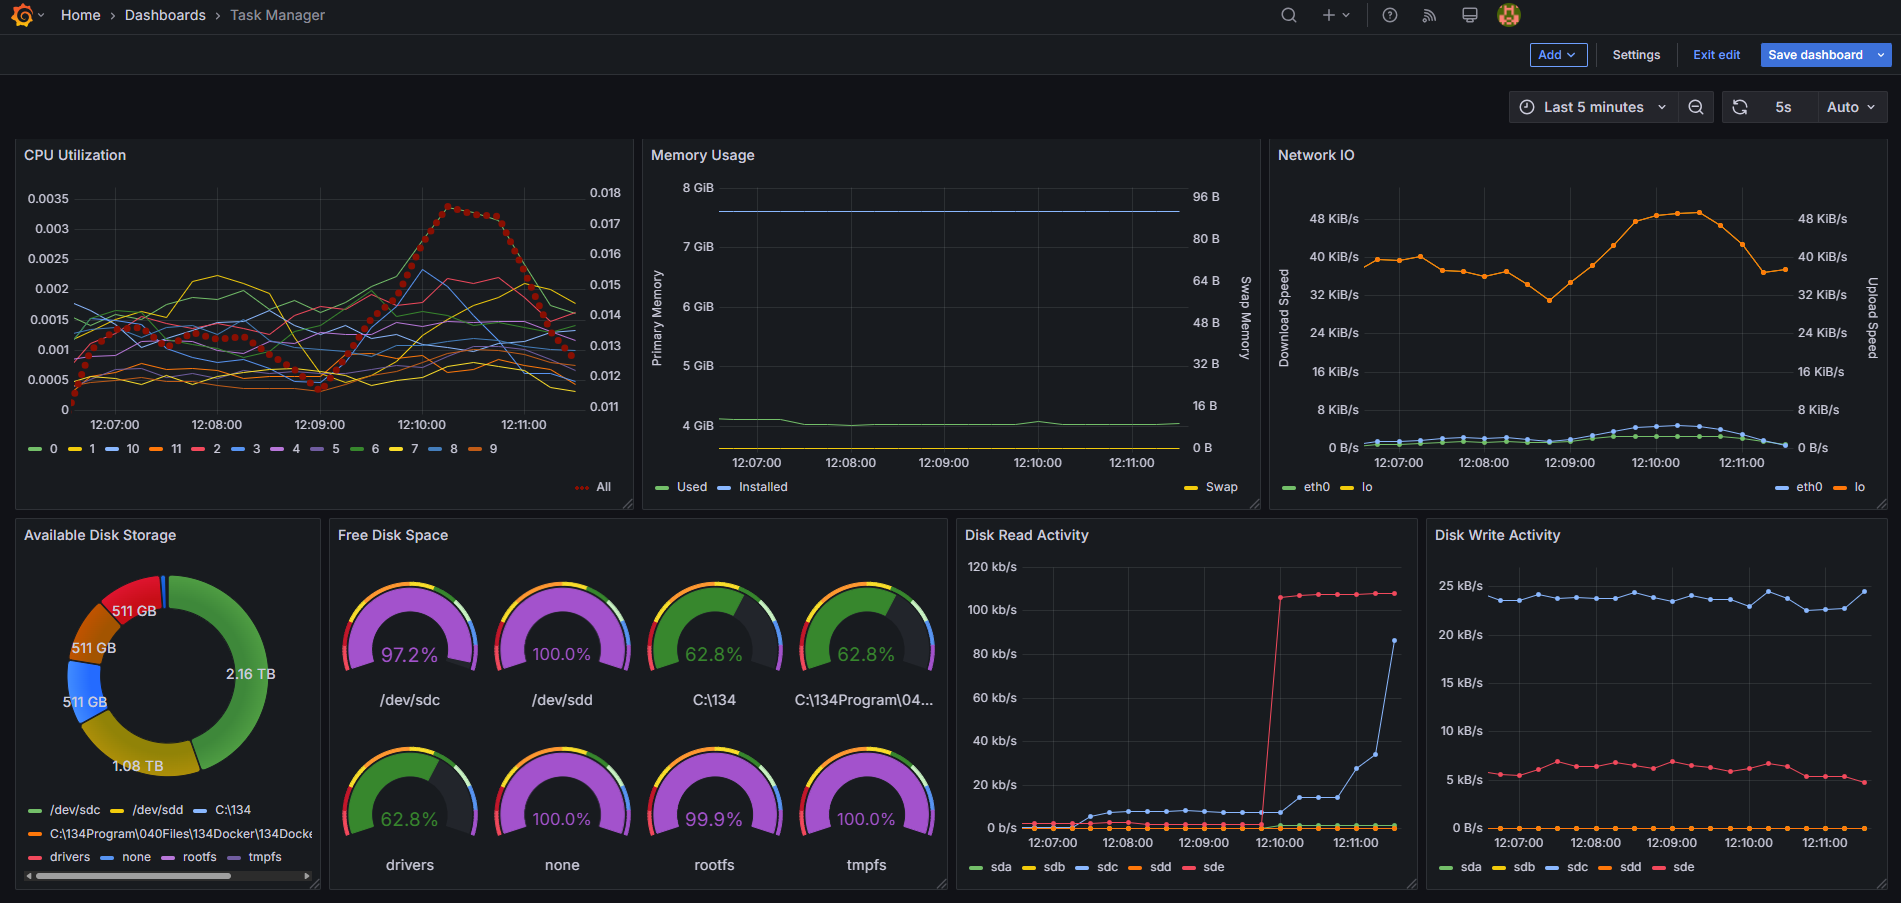 Home › Dashboards › Task Manager
Add
Settings
Exit edit
Save dashboard
Last 5 minutes
5s
Auto
CPU Utilization
0.0035
0.003
0.0025
0.002
0.0015
0.001
0.0005
0
0.018
0.017
0.016
0.015
0.014
0.013
0.012
0.011
12:07:00 12:08:00 12:09:00 12:10:00 12:11:00
0 1 10 11 2 3 4 5 6 7 8 9
All
Memory Usage
Primary Memory
8 GiB
7 GiB
6 GiB
5 GiB
4 GiB
96 B
80 B
64 B
48 B
32 B
16 B
0 B
Swap Memory
12:07:00 12:08:00 12:09:00 12:10:00 12:11:00
Used Installed
Swap
Network IO
Download Speed
48 KiB/s
40 KiB/s
32 KiB/s
24 KiB/s
16 KiB/s
8 KiB/s
0 B/s
48 KiB/s
40 KiB/s
32 KiB/s
24 KiB/s
16 KiB/s
8 KiB/s
0 B/s
Upload Speed
12:07:00 12:08:00 12:09:00 12:10:00 12:11:00
eth0 lo
eth0 lo
Available Disk Storage
511 GB
511 GB
2.16 TB
511 GB
1.08 TB
/dev/sdc /dev/sdd C:\134
C:\134Program\040Files\134Docker\134Docke
drivers none rootfs tmpfs
Free Disk Space
97.2%
/dev/sdc
100.0%
/dev/sdd
62.8%
C:\134
62.8%
C:\134Program\04...
62.8%
drivers
100.0%
none
99.9%
rootfs
100.0%
tmpfs
Disk Read Activity
120 kb/s
100 kb/s
80 kb/s
60 kb/s
40 kb/s
20 kb/s
0 b/s
12:07:00 12:08:00 12:09:00 12:10:00 12:11:00
sda sdb sdc sdd sde
Disk Write Activity
25 kB/s
20 kB/s
15 kB/s
10 kB/s
5 kB/s
0 B/s
12:07:00 12:08:00 12:09:00 12:10:00 12:11:00
sda sdb sdc sdd sde